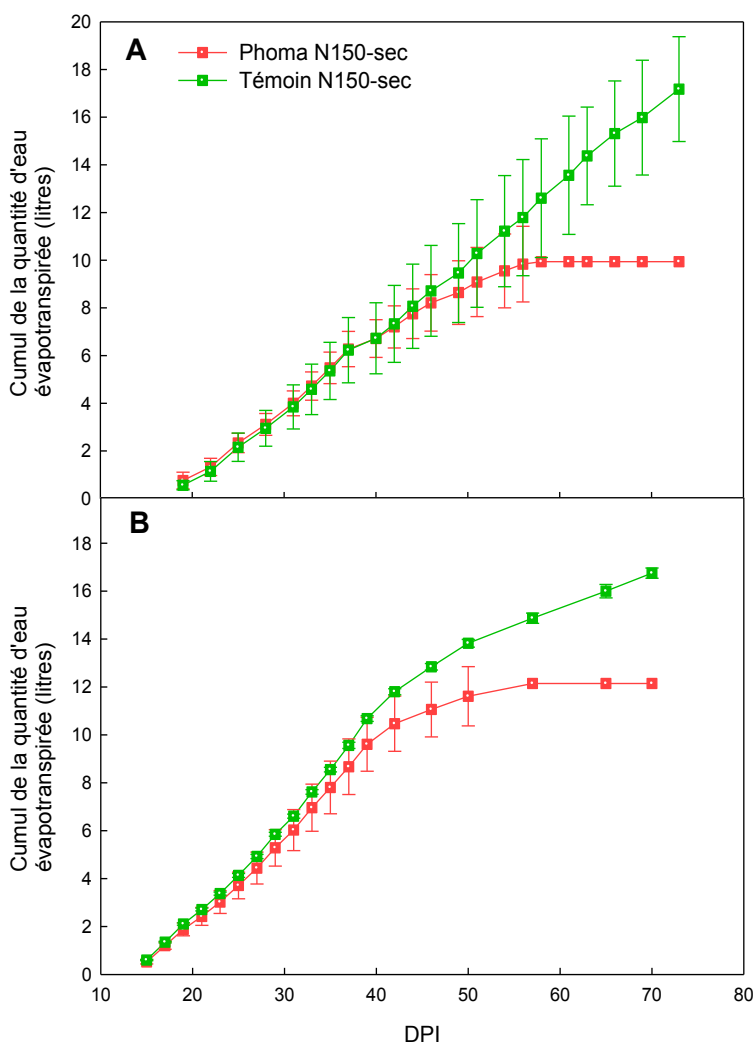 A
Phoma N150-sec
Témoin N150-sec
Cumul de la quantité d'eau
évapotranspirée (litres)
20
18
16
14
12
10
8
6
4
2
0
B
Cumul de la quantité d'eau
évapotranspirée (litres)
18
16
14
12
10
8
6
4
2
0
10 20 30 40 50 60 70 80
DPI